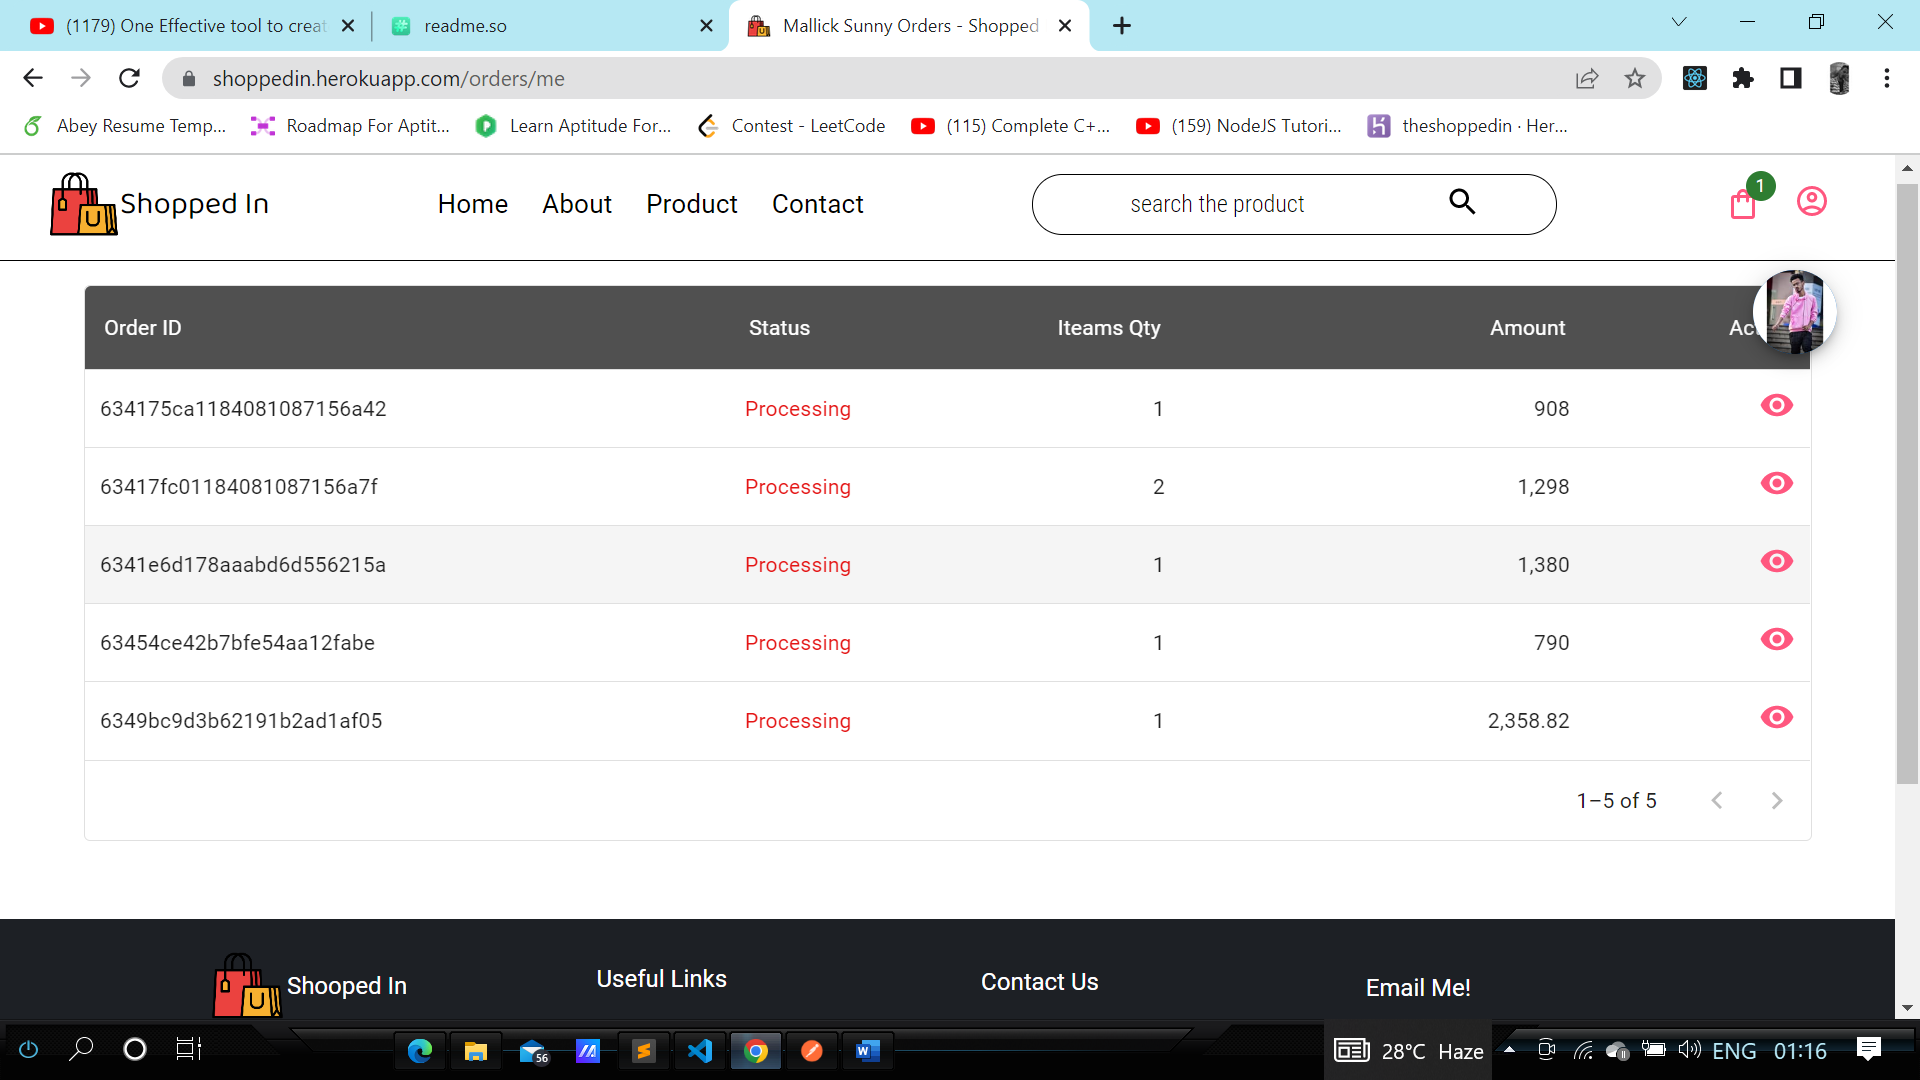 (1179) One Effective tool to creat
readme.so
Mallick Sunny Orders - Shopped
shoppedin.herokuapp.com/orders/me
Abey Resume Temp...
Roadmap For Aptit...
Learn Aptitude For...
Contest - LeetCode
(115) Complete C+...
(159) NodeJS Tutori...
theshoppedin · Her...
Shopped In
Home
About
Product
Contact
search the product
1
Order ID Status Iteams Qty Amount Ac
634175ca1184081087156a42 Processing 1 908
63417fc01184081087156a7f Processing 2 1,298
6341e6d178aaabd6d556215a Processing 1 1,380
63454ce42b7bfe54aa12fabe Processing 1 790
6349bc9d3b62191b2ad1af05 Processing 1 2,358.82
1–5 of 5
Shooped In
Useful Links
Contact Us
Email Me!
56
28°C Haze
ENG
01:16